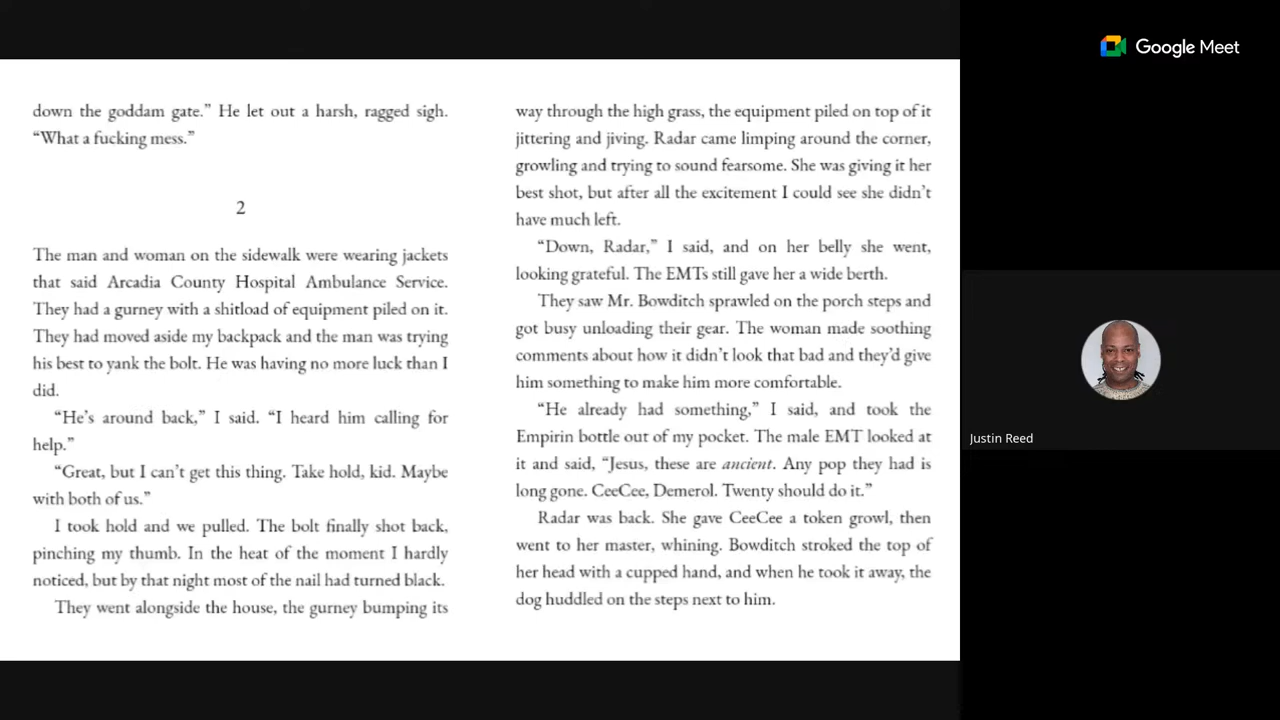 down the goddam gate.” He let out a harsh, ragged sigh.
“What a fucking mess.”
2
The man and woman on the sidewalk were wearing jackets
that said Arcadia County Hospital Ambulance Service.
They had a gurney with a shitload of equipment piled on it.
They had moved aside my backpack and the man was trying
his best to yank the bolt. He was having no more luck than I
did.
“He’s around back,” I said. “I heard him calling for
help.”
“Great, but I can’t get this thing. Take hold, kid. Maybe
with both of us.”
I took hold and we pulled. The bolt finally shot back,
pinching my thumb. In the heat of the moment I hardly
noticed, but by that night most of the nail had turned black.
They went alongside the house, the gurney bumping its
way through the high grass, the equipment piled on top of it
jittering and jiving. Radar came limping around the corner,
growling and trying to sound fearsome. She was giving it her
best shot, but after all the excitement I could see she didn’t
have much left.
“Down, Radar,” I said, and on her belly she went,
looking grateful. The EMTs still gave her a wide berth.
They saw Mr. Bowditch sprawled on the porch steps and
got busy unloading their gear. The woman made soothing
comments about how it didn’t look that bad and they’d give
him something to make him more comfortable.
“He already had something,” I said, and took the
Empirin bottle out of my pocket. The male EMT looked at
it and said, “Jesus, these are ancient. Any pop they had is
long gone. CeeCee, Demerol. Twenty should do it.”
Radar was back. She gave CeeCee a token growl, then
went to her master, whining. Bowditch stroked the top of
her head with a cupped hand, and when he took it away, the
dog huddled on the steps next to him.
Google Meet
Justin Reed